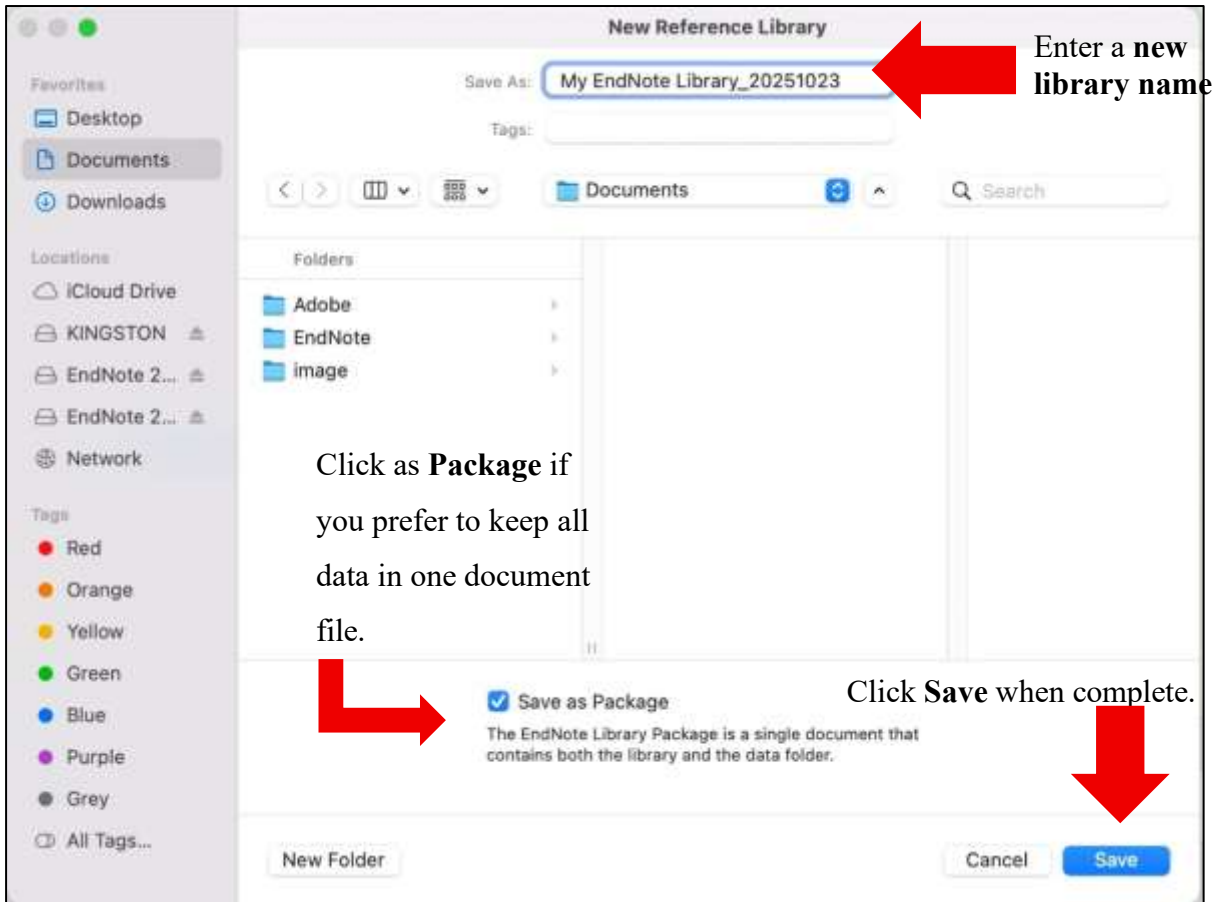 New Reference Library
Enter a new
library name
Save As: My EndNote Library_20251023
Tags:
Favorites
Desktop
Documents
Downloads
Documents
Search
Locations
iCloud Drive
KINGSTON
EndNote 2...
EndNote 2...
Network
Folders
Adobe
EndNote
image
Click as Package if
you prefer to keep all
data in one document
file.
Tags
Red
Orange
Yellow
Green
Blue
Purple
Grey
All Tags...
Save as Package
The EndNote Library Package is a single document that
contains both the library and the data folder.
Click Save when complete.
New Folder
Cancel
Save